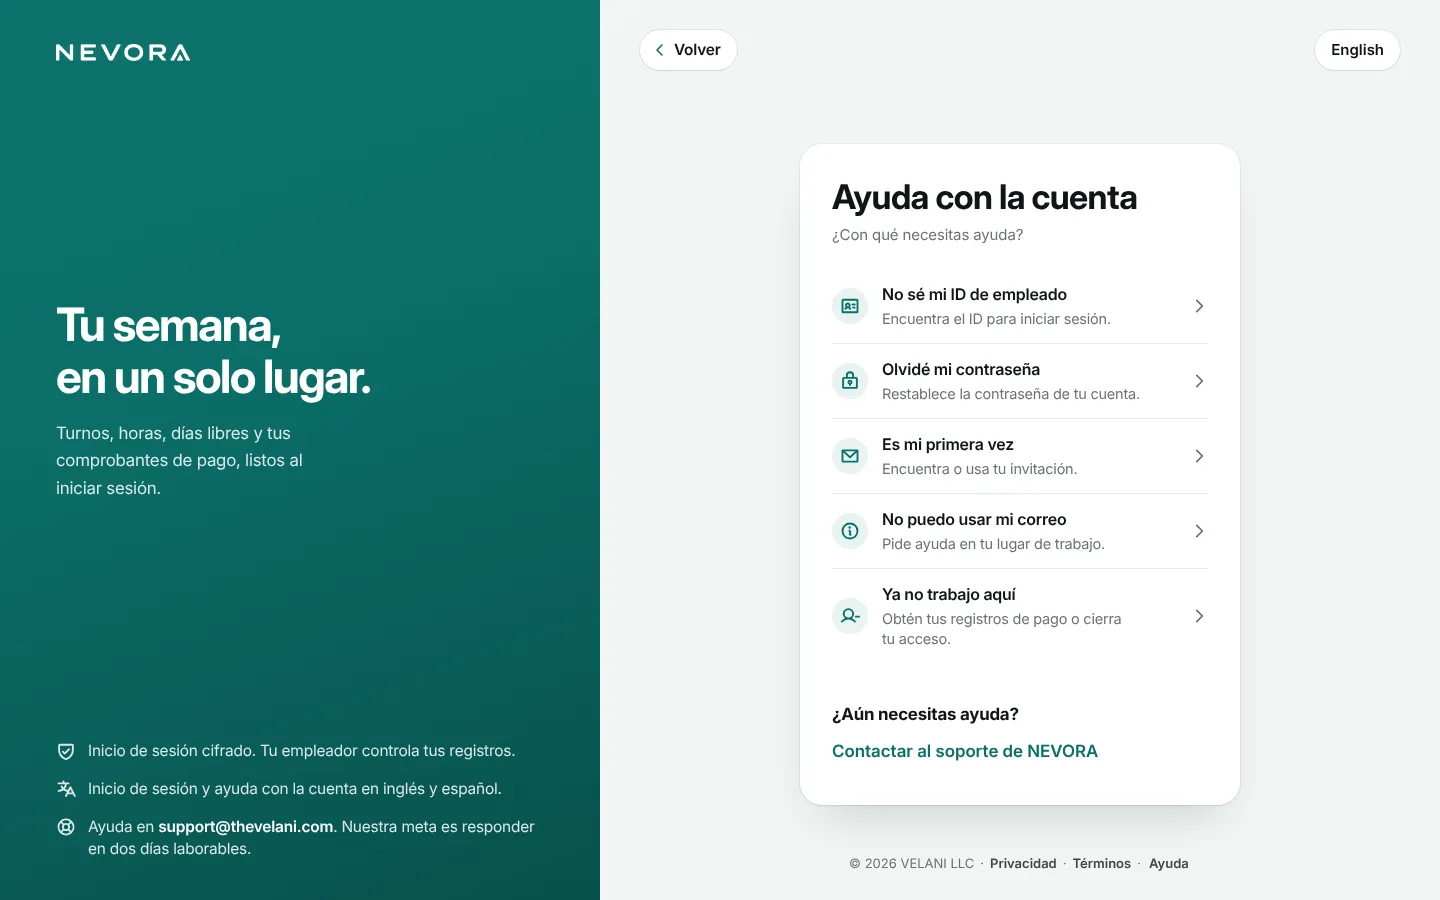 NEVORA
Tu semana,
en un solo lugar.
Turnos, horas, días libres y tus
comprobantes de pago, listos al
iniciar sesión.
Inicio de sesión cifrado. Tu empleador controla tus registros.
Inicio de sesión y ayuda con la cuenta en inglés y español.
Ayuda en support@thevelani.com. Nuestra meta es responder
en dos días laborables.
Volver
English
Ayuda con la cuenta
¿Con qué necesitas ayuda?
No sé mi ID de empleado
Encuentra el ID para iniciar sesión.
Olvidé mi contraseña
Restablece la contraseña de tu cuenta.
Es mi primera vez
Encuentra o usa tu invitación.
No puedo usar mi correo
Pide ayuda en tu lugar de trabajo.
Ya no trabajo aquí
Obtén tus registros de pago o cierra
tu acceso.
¿Aún necesitas ayuda?
Contactar al soporte de NEVORA
© 2026 VELANI LLC · Privacidad · Términos · Ayuda